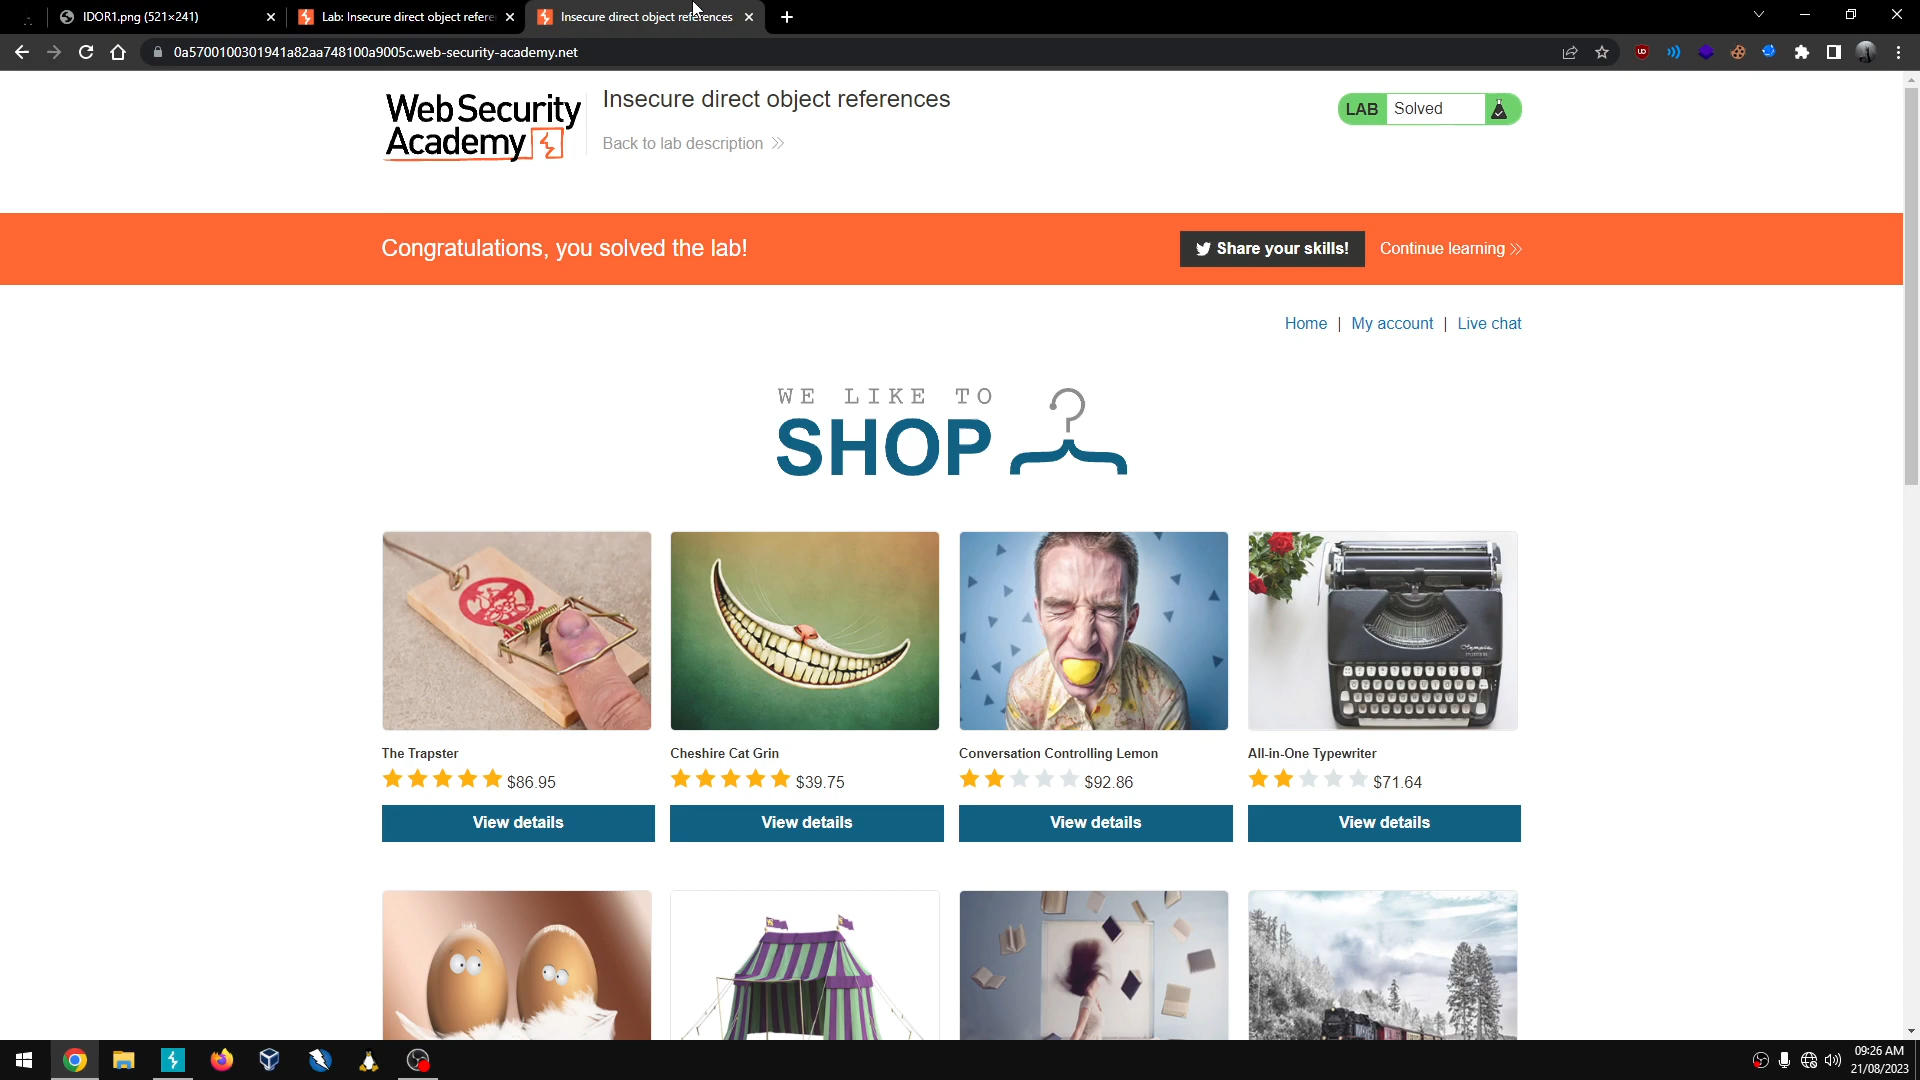 IDOR1.png (521×241)
Lab: Insecure direct object refere
Insecure direct object references
0a5700100301941a82aa748100a9005c.web-security-academy.net
Web Security
Academy
Insecure direct object references
Back to lab description
LAB Solved
Congratulations, you solved the lab!
Share your skills!
Continue learning
Home | My account | Live chat
WE LIKE TO
SHOP
The Trapster
$86.95
View details
Cheshire Cat Grin
$39.75
View details
Conversation Controlling Lemon
$92.86
View details
All-in-One Typewriter
$71.64
View details
09:26 AM
21/08/2023